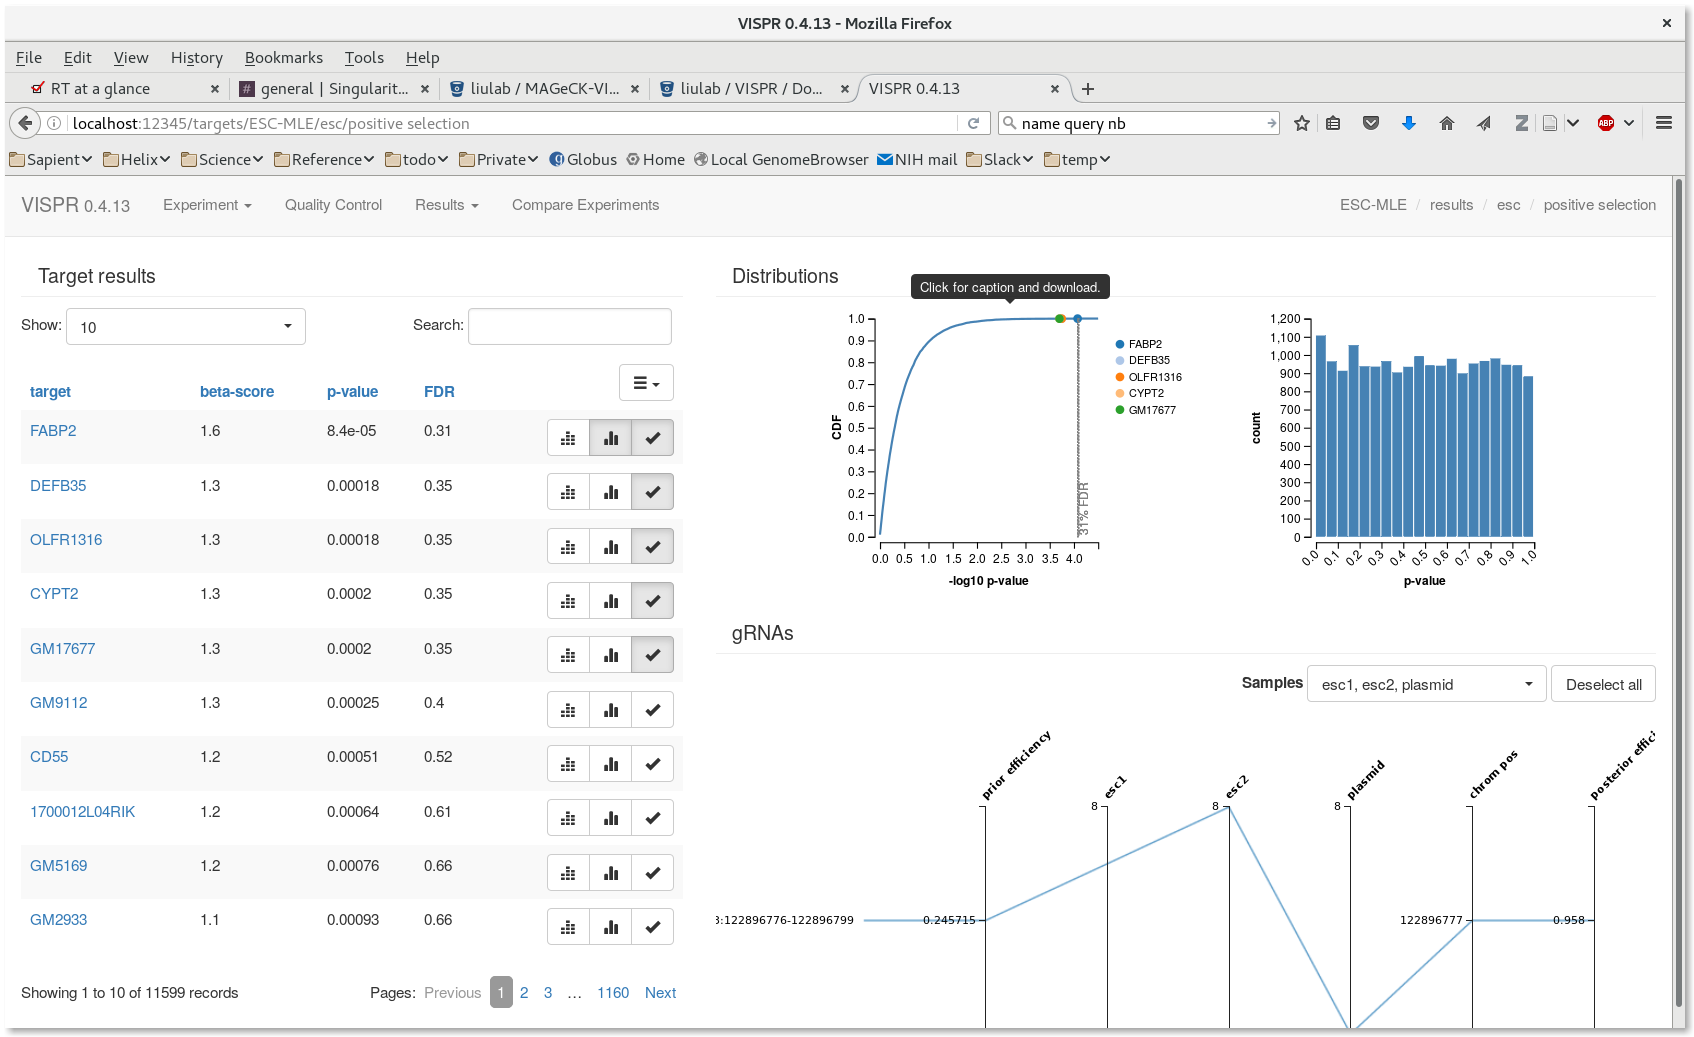 VISPR 0.4.13 - Mozilla Firefox
File Edit View History Bookmarks Tools Help
RT at a glance
general | Singularit...
liulab / MAGeCK-VI...
liulab / VISPR / Do...
VISPR 0.4.13
localhost:12345/targets/ESC-MLE/esc/positive selection
name query nb
ABP
Sapient Helix Science Reference todo Private Globus Home Local GenomeBrowser NIH mail Slack temp
VISPR 0.4.13 Experiment Quality Control Results Compare Experiments
ESC-MLE / results / esc / positive selection
Target results
Show: 10
Search:
target beta-score p-value FDR
FABP2 1.6 8.4e-05 0.31
DEFB35 1.3 0.00018 0.35
OLFR1316 1.3 0.00018 0.35
CYPT2 1.3 0.0002 0.35
GM17677 1.3 0.0002 0.35
GM9112 1.3 0.00025 0.4
CD55 1.2 0.00051 0.52
1700012L04RIK 1.2 0.00064 0.61
GM5169 1.2 0.00076 0.66
GM2933 1.1 0.00093 0.66
Showing 1 to 10 of 11599 records
Pages: Previous 1 2 3 ... 1160 Next
Distributions
Click for caption and download.
1.0
0.9
0.8
0.7
0.6
0.5
0.4
0.3
0.2
0.1
0.0
CDF
31% FDR
0.0 0.5 1.0 1.5 2.0 2.5 3.0 3.5 4.0
-log10 p-value
FABP2
DEFB35
OLFR1316
CYPT2
GM17677
1,200
1,100
1,000
900
800
700
600
500
400
300
200
100
0
count
0.0 0.1 0.2 0.3 0.4 0.5 0.6 0.7 0.8 0.9 1.0
p-value
gRNAs
Samples esc1, esc2, plasmid Deselect all
prior efficiency esc1 esc2 plasmid chrom pos posterior effici
8 8 8
3:122896776-122896799 0.245715 122896777 0.958